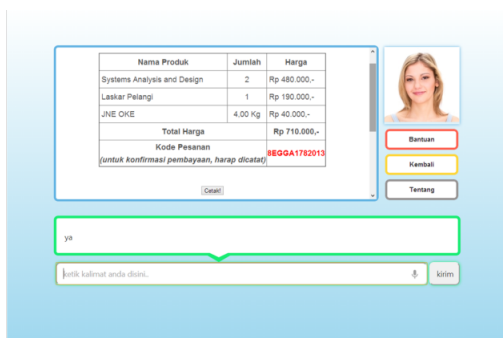 Nama Produk Jumlah Harga
Systems Analysis and Design 2 Rp 480.000,-
Laskar Pelangi 1 Rp 190.000,-
JNE OKE 4,00 Kg Rp 40.000,-
Total Harga Rp 710.000,-
Kode Pesanan
(untuk konfirmasi pembayaan, harap dicatat) 8EGGA1782013
Cetak!
Bantuan
Kembali
Tentang
ya
ketik kalimat anda disini.
kirim